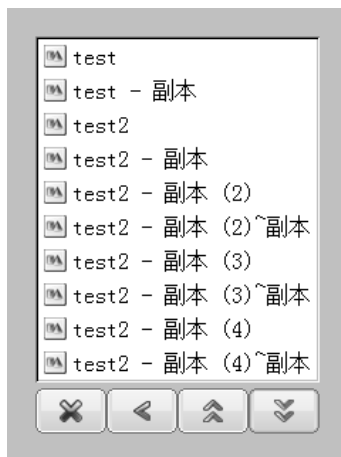 test
test - 副本
test2
test2 - 副本
test2 - 副本 (2)
test2 - 副本 (2)~副本
test2 - 副本 (3)
test2 - 副本 (3)~副本
test2 - 副本 (4)
test2 - 副本 (4)~副本